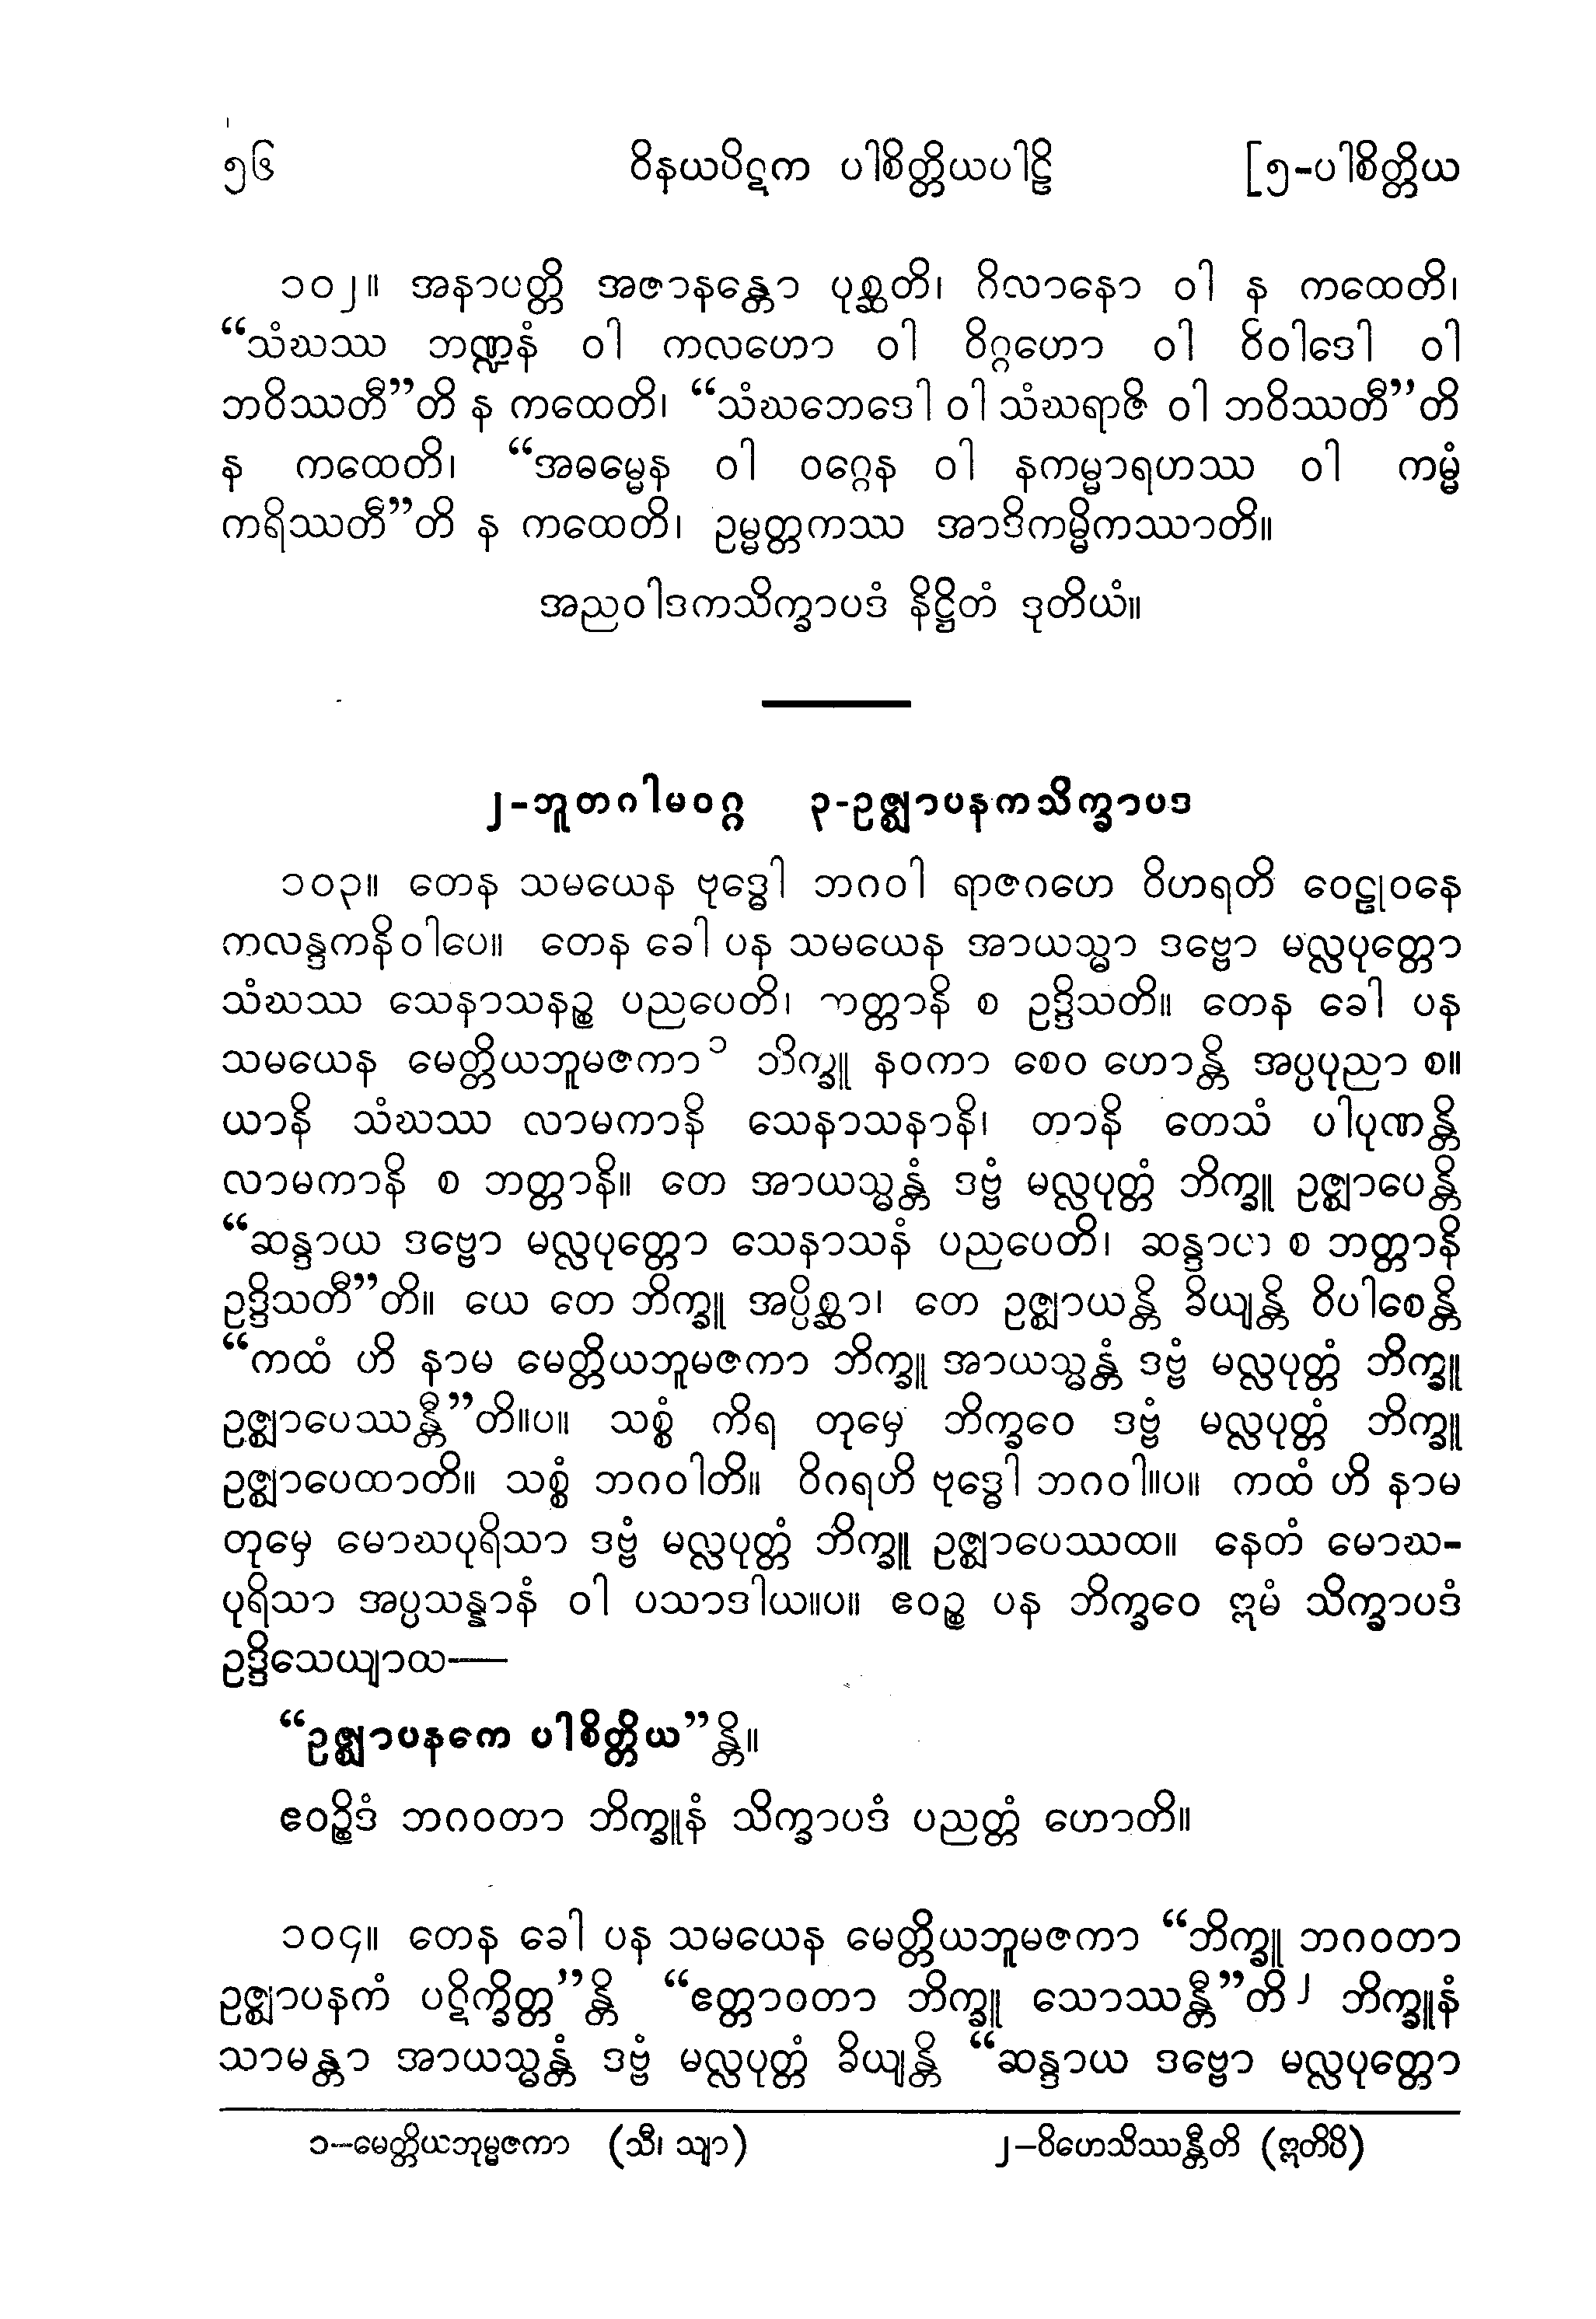 ၅၆ ဝိနယပိဋက ပါစိတ္တိယပါဠိ [၅-ပါစိတ္တိယ
၁၀၂။ အနာပတ္တိ အဇာနန္တော ပုစ္ဆတိ၊ ဂိလာနော ဝါ န ကထေတိ၊
“သံဃဿ ဘဏ္ဍနံ ဝါ ကလဟော ဝါ ဝိဂ္ဂဟော ဝါ ဝိဝါဒေါ ဝါ
ဘဝိဿတီ”တိ န ကထေတိ၊ “သံဃဘေဒေါ ဝါ သံဃရာဇိ ဝါ ဘဝိဿတီ”တိ
န ကထေတိ၊ “အဓမ္မေန ဝါ ဝဂ္ဂေန ဝါ နကမ္မာရဟဿ ဝါ ကမ္မံ
ကရိဿတီ”တိ န ကထေတိ၊ ဥမ္မတ္တကဿ အာဒိကမ္မိကဿာတိ။
အညဝါဒကသိက္ခာပဒံ နိဋ္ဌိတံ ဒုတိယံ။
၂-ဘူတဂါမဝဂ္ဂ ၃-ဥဇ္ဈာပနကသိက္ခာပဒ
၁၀၃။ တေန သမယေန ဗုဒ္ဓေါ ဘဂဝါ ရာဇဂဟေ ဝိဟရတိ ဝေဠုဝနေ
ကလန္ဒကနိဝါပေ။ တေန ခေါ ပန သမယေန အာယသ္မာ ဒဗ္ဗော မလ္လပုတ္တော
သံဃဿ သေနာသနဉ္စ ပညပေတိ၊ ဘတ္တာနိ စ ဥဒ္ဒိသတိ။ တေန ခေါ ပန
သမယေန မေတ္တိယဘူမဇကာ ၁ ဘိက္ခူ နဝကာ စေဝ ဟောန္တိ အပ္ပပုညာ စ။
ယာနိ သံဃဿ လာမကာနိ သေနာသနာနိ၊ တာနိ တေသံ ပါပုဏန္တိ
လာမကာနိ စ ဘတ္တာနိ။ တေ အာယသ္မန္တံ ဒဗ္ဗံ မလ္လပုတ္တံ ဘိက္ခူ ဥဇ္ဈာပေန္တိ
“ဆန္ဒာယ ဒဗ္ဗော မလ္လပုတ္တော သေနာသနံ ပညပေတိ၊ ဆန္ဒာယ စ ဘတ္တာနိ
ဥဒ္ဒိသတီ”တိ။ ယေ တေ ဘိက္ခူ အပ္ပိစ္ဆာ၊ တေ ဥဇ္ဈာယန္တိ ခိယျန္တိ ဝိပါစေန္တိ
“ကထံ ဟိ နာမ မေတ္တိယဘူမဇကာ ဘိက္ခူ အာယသ္မန္တံ ဒဗ္ဗံ မလ္လပုတ္တံ ဘိက္ခူ
ဥဇ္ဈာပေဿန္တီ”တိ။ပ။ သစ္စံ ကိရ တုမှေ ဘိက္ခဝေ ဒဗ္ဗံ မလ္လပုတ္တံ ဘိက္ခူ
ဥဇ္ဈာပေထာတိ။ သစ္စံ ဘဂဝါတိ။ ဝိဂရဟိ ဗုဒ္ဓေါ ဘဂဝါ။ပ။ ကထံ ဟိ နာမ
တုမှေ မောဃပုရိသာ ဒဗ္ဗံ မလ္လပုတ္တံ ဘိက္ခူ ဥဇ္ဈာပေဿထ။ နေတံ မောဃ-
ပုရိသာ အပ္ပသန္နာနံ ဝါ ပသာဒါယ။ပ။ ဧဝဉ္စ ပန ဘိက္ခဝေ ဣမံ သိက္ခာပဒံ
ဥဒ္ဒိသေယျာထ—
“ဥဇ္ဈာပနကေ ပါစိတ္တိယ”န္တိ။
ဧဝဉ္စိဒံ ဘဂဝတာ ဘိက္ခူနံ သိက္ခာပဒံ ပညတ္တံ ဟောတိ။
၁၀၄။ တေန ခေါ ပန သမယေန မေတ္တိယဘူမဇကာ “ဘိက္ခူ ဘဂဝတာ
ဥဇ္ဈာပနကံ ပဋိက္ခိတ္တ”န္တိ “ဧတ္တာဝတာ ဘိက္ခူ သောဿန္တီ”တိ ၂ ဘိက္ခူနံ
သာမန္တာ အာယသ္မန္တံ ဒဗ္ဗံ မလ္လပုတ္တံ ခိယျန္တိ “ဆန္ဒာယ ဒဗ္ဗော မလ္လပုတ္တော
၁—မေတ္တိယဘုမ္မဇကာ (သီ၊ သျာ) ၂—ဝိဟေသိဿန္တီတိ (ဣတိပိ)